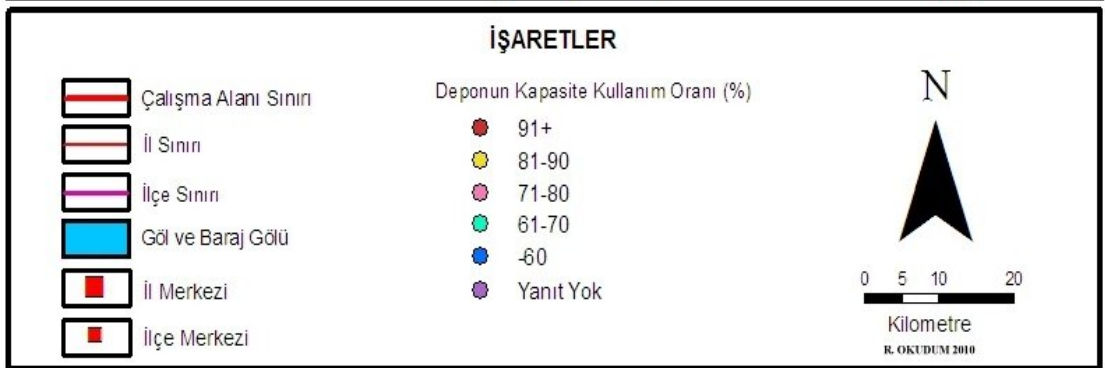 İŞARETLER
Çalışma Alanı Sınırı
İl Sınırı
İlçe Sınırı
Göl ve Baraj Gölü
İl Merkezi
İlçe Merkezi
Deponun Kapasite Kullanım Oranı (%)
91+
81-90
71-80
61-70
-60
Yanıt Yok
N
0 5 10 20
Kilometre
R. OKUDUM 2010